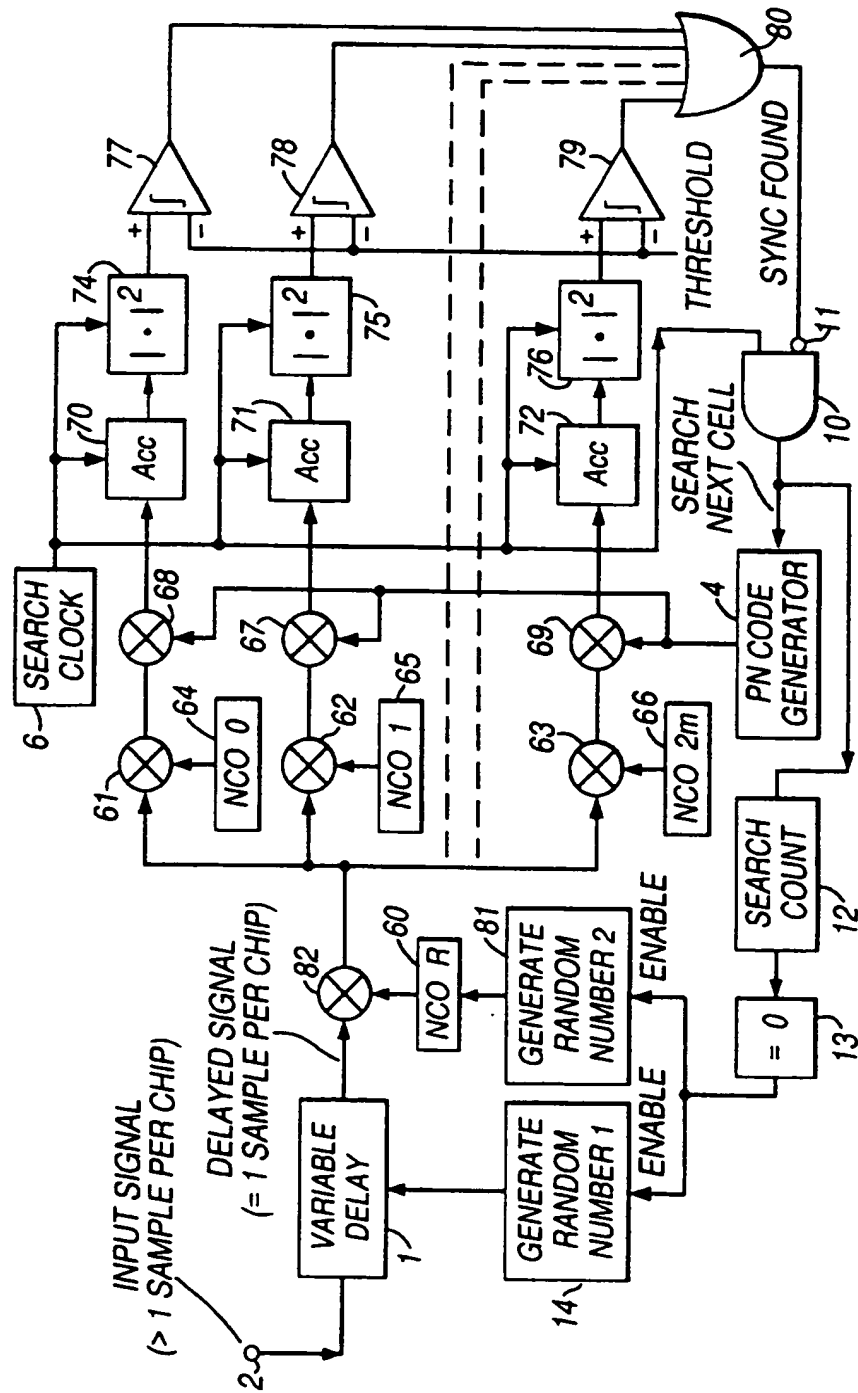 INPUT SIGNAL
(> 1 SAMPLE PER CHIP)
2
VARIABLE
DELAY
1
DELAYED SIGNAL
(= 1 SAMPLE PER CHIP)
82
NCO R
60
GENERATE
RANDOM
NUMBER 1
14
ENABLE
GENERATE
RANDOM
NUMBER 2
81
ENABLE
= 0
13
SEARCH
COUNT
12
SEARCH
CLOCK
6
61
NCO 0
64
68
Acc
70
| • |2
74
+
-
77
62
NCO 1
65
67
Acc
71
| • |2
75
+
-
78
63
NCO 2m
66
69
Acc
72
| • |2
76
+
-
79
THRESHOLD
80
SYNC FOUND
11
10
SEARCH
NEXT CELL
PN CODE
GENERATOR
4